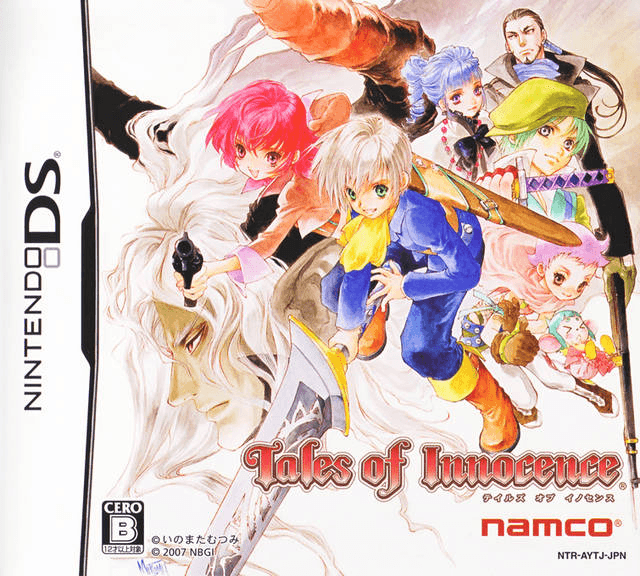 NINTENDO DS®
Tales of Innocence®
テイルズ オブ イノセンス
namco®
CERO
B
12才以上対象
©いのまたむつみ
©2007 NBGI
NTR-AYTJ-JPN